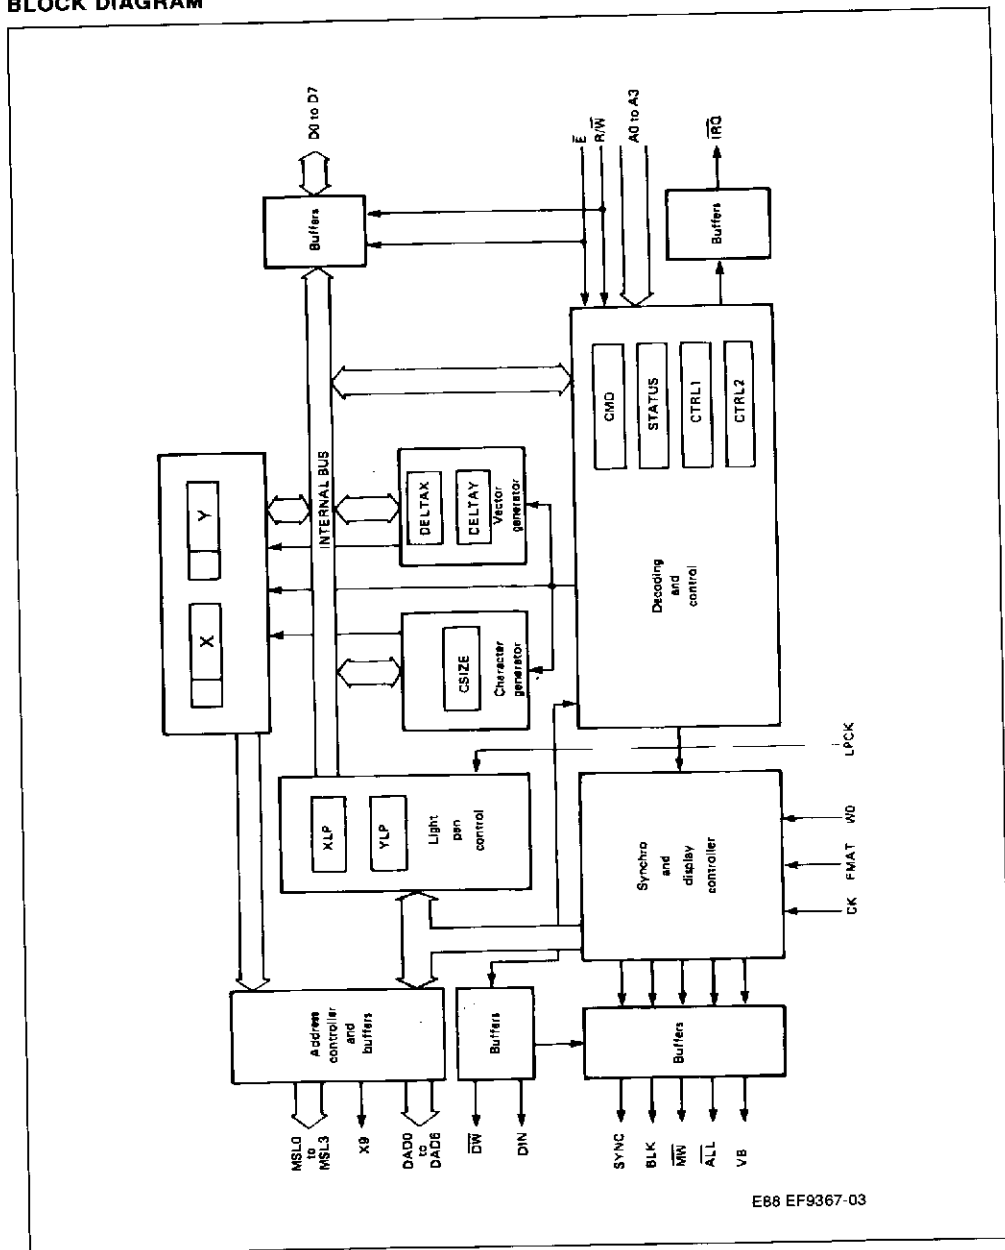 BLOCK DIAGRAM
D0 to D7
Buffers
E
R/W
A0 to A3
IRQ
Buffers
INTERNAL BUS
X
Y
DELTAX
DELTAY
Vector
generator
CSIZE
Character
generator
CMD
STATUS
CTRL1
CTRL2
Decoding
and
control
XLP
YLP
Light
pen
control
LPCK
Synchro
and
display
controller
WO
FMAT
CK
Address
controller
and
buffers
Buffers
Buffers
MSL0
to
MSL3
X9
DAD0
to
DAD6
DW
DIN
SYNC
BLK
MW
ALL
VB
E88 EF9367-03